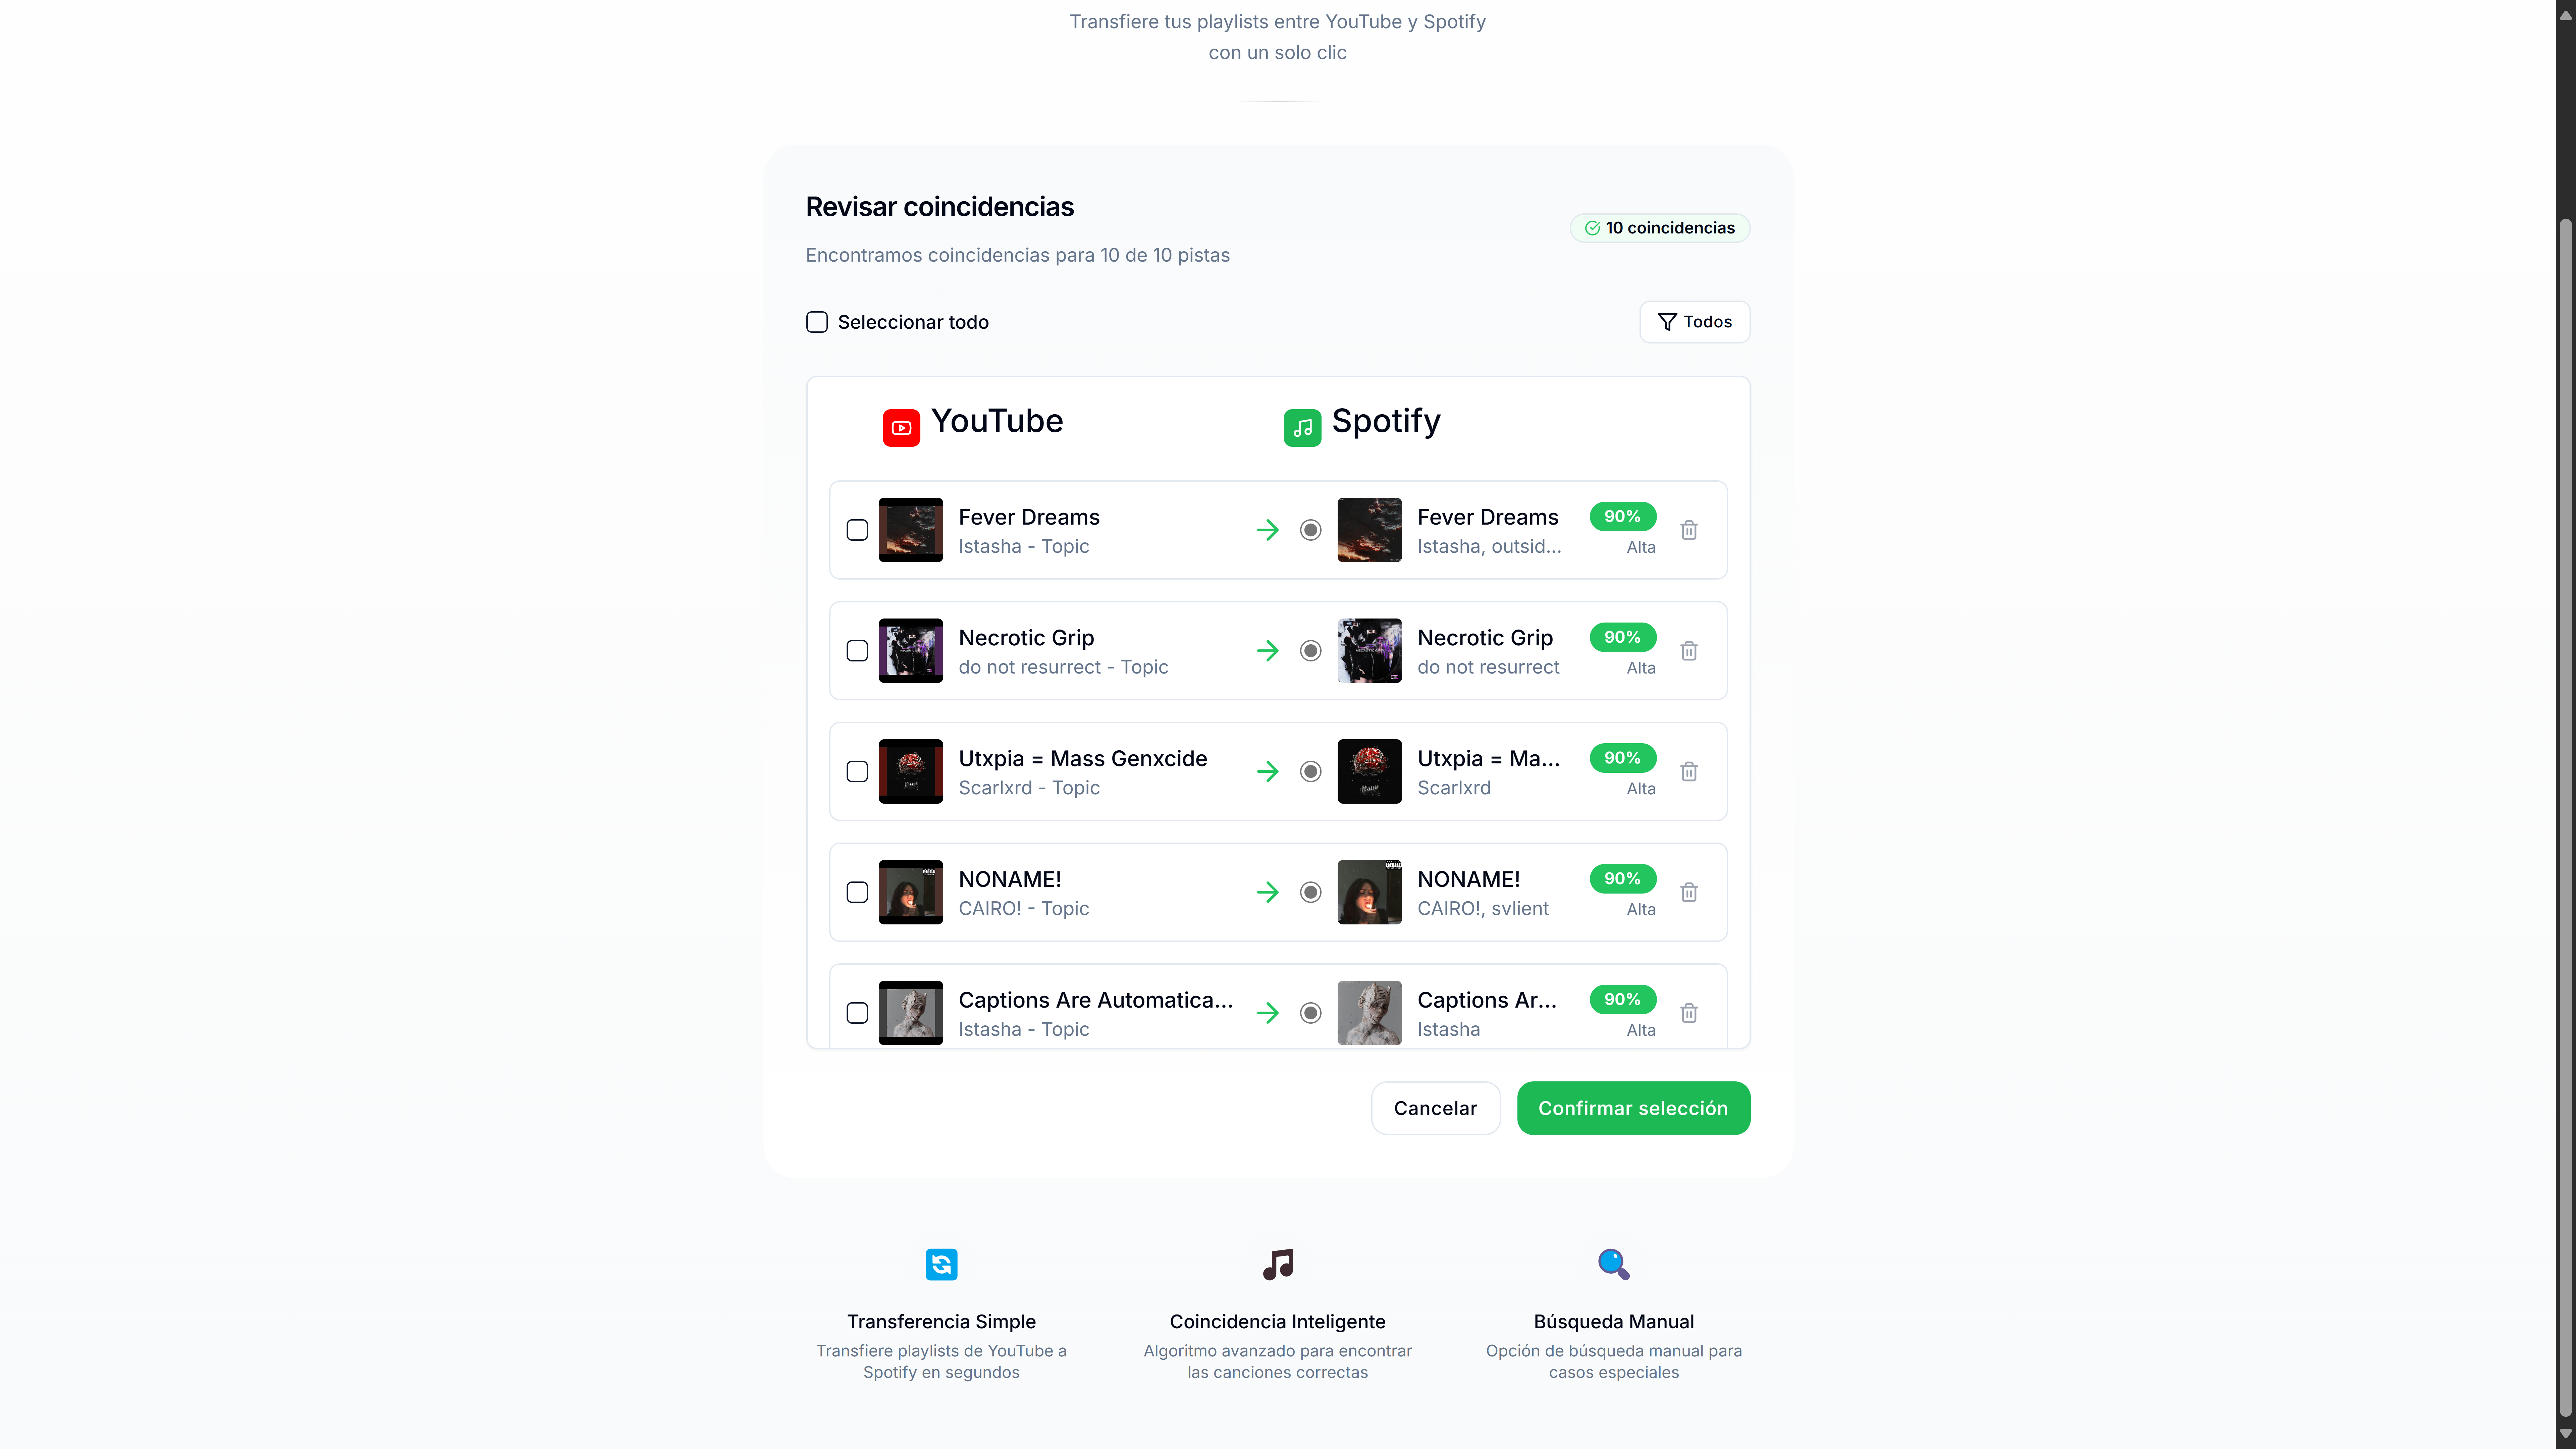 Transfiere tus playlists entre YouTube y Spotify
con un solo clic
Revisar coincidencias
10 coincidencias
Encontramos coincidencias para 10 de 10 pistas
Seleccionar todo
Todos
YouTube
Spotify
Fever Dreams
Istasha - Topic
Fever Dreams
Istasha, outsid...
90%
Alta
Necrotic Grip
do not resurrect - Topic
Necrotic Grip
do not resurrect
90%
Alta
Utxpia = Mass Genxcide
Scarlxrd - Topic
Utxpia = Ma...
Scarlxrd
90%
Alta
NONAME!
CAIRO! - Topic
NONAME!
CAIRO!, svlient
90%
Alta
Captions Are Automatica...
Istasha - Topic
Captions Ar...
Istasha
90%
Alta
Cancelar
Confirmar selección
Transferencia Simple
Transfiere playlists de YouTube a
Spotify en segundos
Coincidencia Inteligente
Algoritmo avanzado para encontrar
las canciones correctas
Búsqueda Manual
Opción de búsqueda manual para
casos especiales